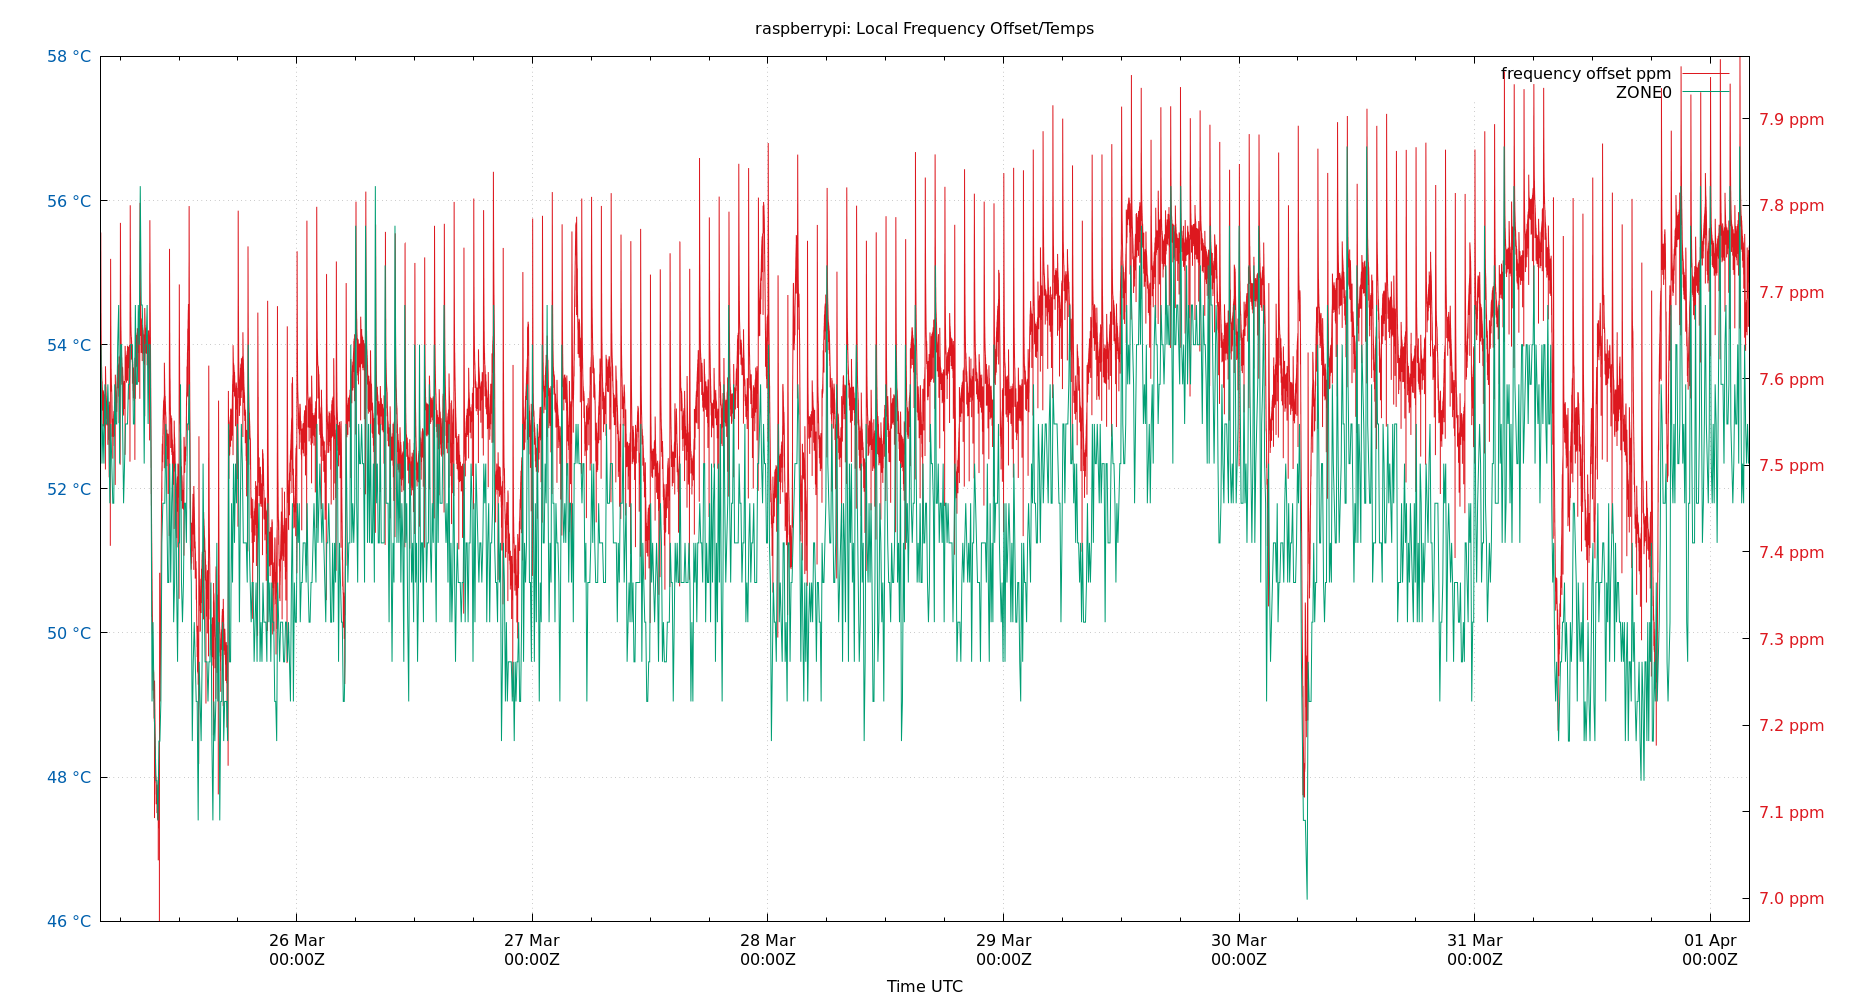 raspberrypi: Local Frequency Offset/Temps
58 °C
56 °C
54 °C
52 °C
50 °C
48 °C
46 °C
frequency offset ppm
ZONE0
7.9 ppm
7.8 ppm
7.7 ppm
7.6 ppm
7.5 ppm
7.4 ppm
7.3 ppm
7.2 ppm
7.1 ppm
7.0 ppm
26 Mar
00:00Z
27 Mar
00:00Z
28 Mar
00:00Z
29 Mar
00:00Z
30 Mar
00:00Z
31 Mar
00:00Z
01 Apr
00:00Z
Time UTC